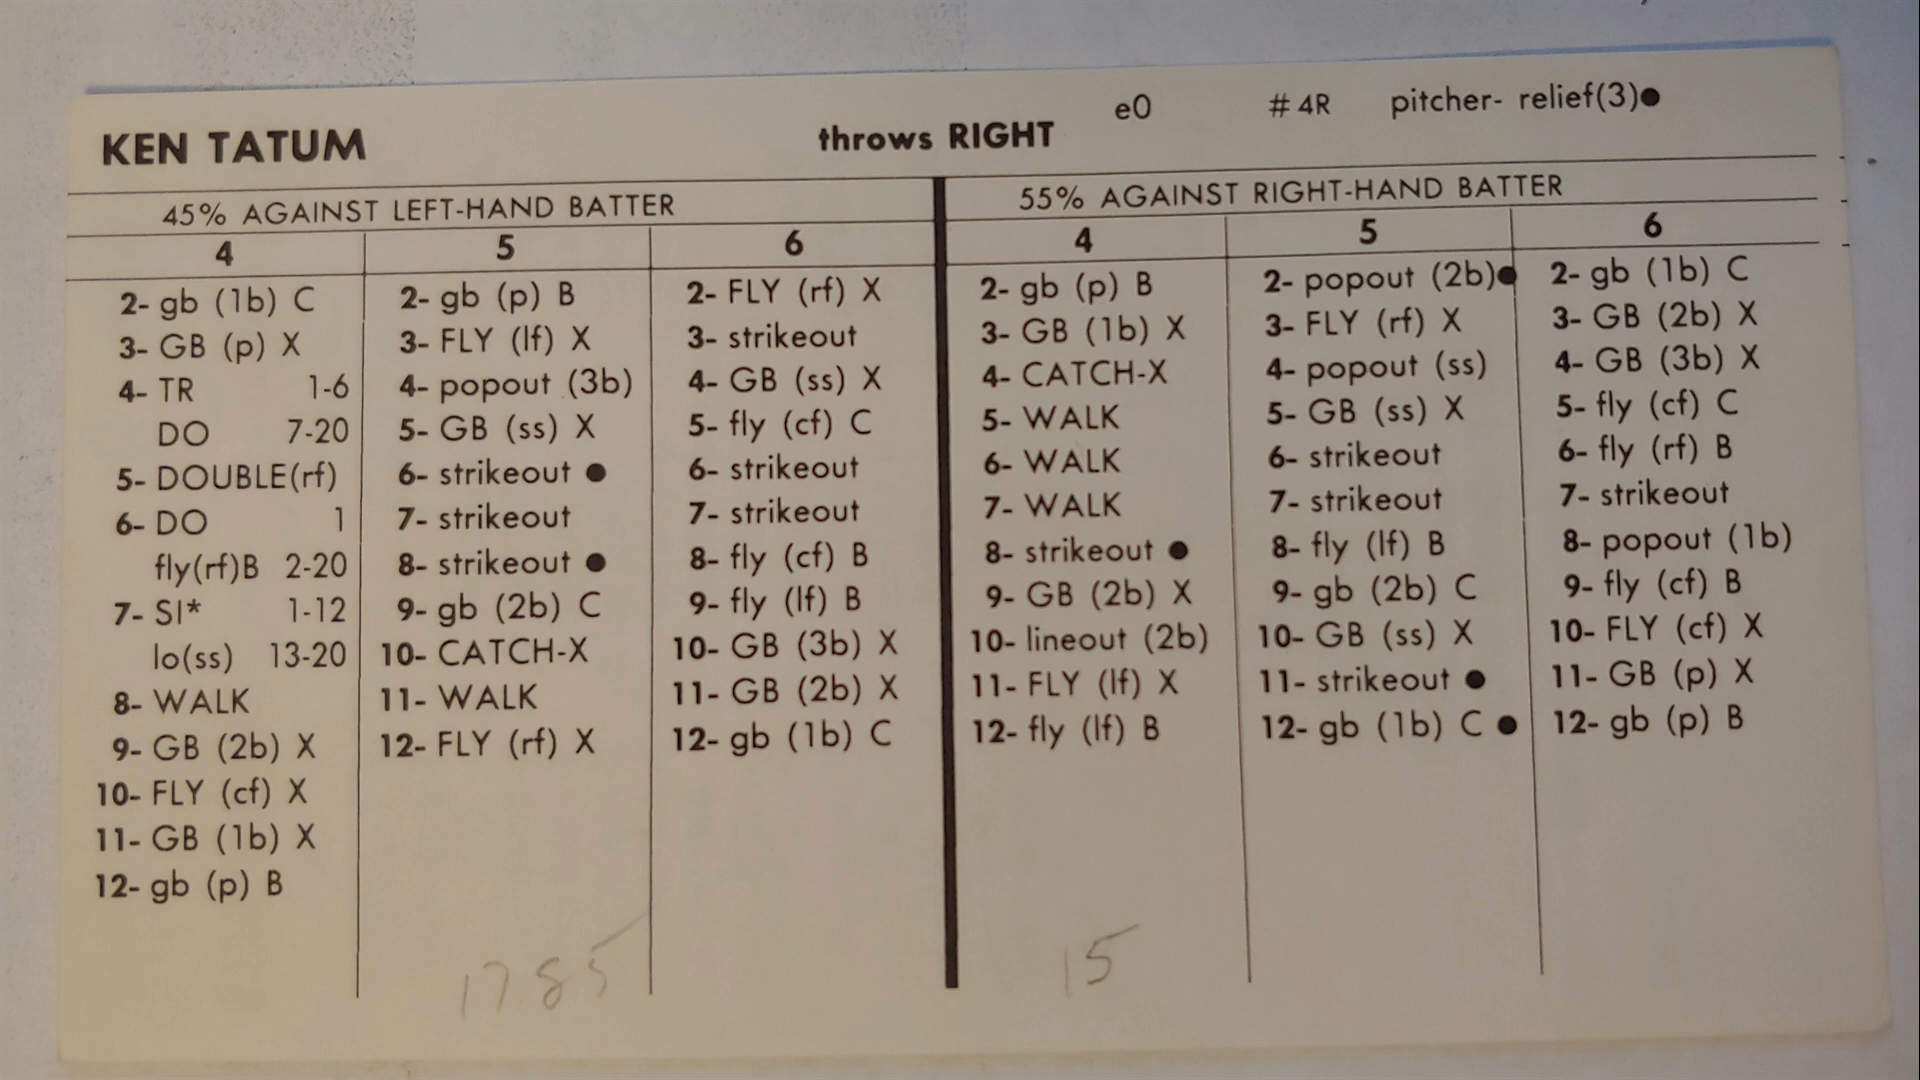 KEN TATUM throws RIGHT e0 # 4R pitcher- relief(3)●
45% AGAINST LEFT-HAND BATTER
4
2- gb (1b) C
3- GB (p) X
4- TR 1-6
DO 7-20
5- DOUBLE(rf)
6- DO 1
fly(rf)B 2-20
7- SI* 1-12
lo(ss) 13-20
8- WALK
9- GB (2b) X
10- FLY (cf) X
11- GB (1b) X
12- gb (p) B
5
2- gb (p) B
3- FLY (lf) X
4- popout (3b)
5- GB (ss) X
6- strikeout ●
7- strikeout
8- strikeout ●
9- gb (2b) C
10- CATCH-X
11- WALK
12- FLY (rf) X
17.85
6
2- FLY (rf) X
3- strikeout
4- GB (ss) X
5- fly (cf) C
6- strikeout
7- strikeout
8- fly (cf) B
9- fly (lf) B
10- GB (3b) X
11- GB (2b) X
12- gb (1b) C
55% AGAINST RIGHT-HAND BATTER
4
2- gb (p) B
3- GB (1b) X
4- CATCH-X
5- WALK
6- WALK
7- WALK
8- strikeout ●
9- GB (2b) X
10- lineout (2b)
11- FLY (lf) X
12- fly (lf) B
15
5
2- popout (2b)●
3- FLY (rf) X
4- popout (ss)
5- GB (ss) X
6- strikeout
7- strikeout
8- fly (lf) B
9- gb (2b) C
10- GB (ss) X
11- strikeout ●
12- gb (1b) C ●
6
2- gb (1b) C
3- GB (2b) X
4- GB (3b) X
5- fly (cf) C
6- fly (rf) B
7- strikeout
8- popout (1b)
9- fly (cf) B
10- FLY (cf) X
11- GB (p) X
12- gb (p) B